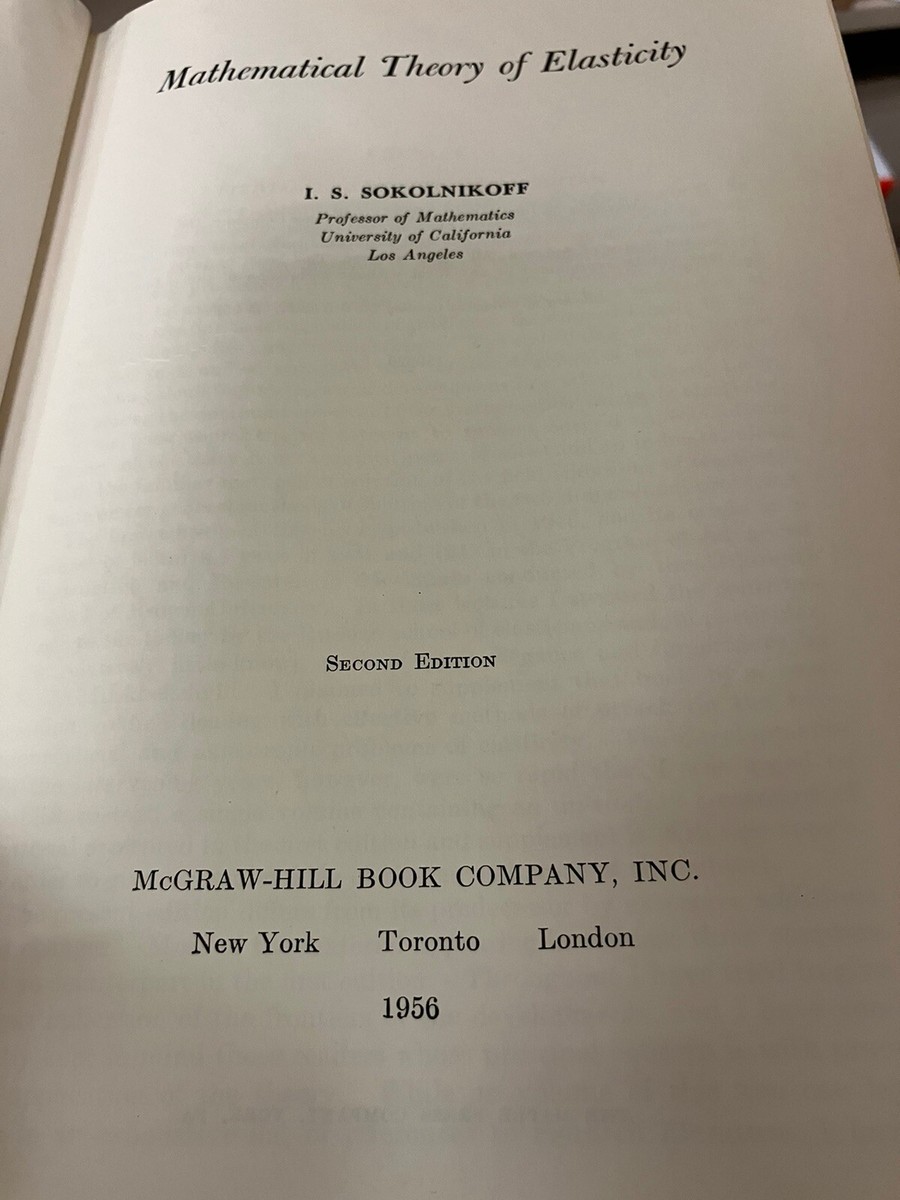 Mathematical Theory of Elasticity
I. S. SOKOLNIKOFF
Professor of Mathematics
University of California
Los Angeles
SECOND EDITION
McGRAW-HILL BOOK COMPANY, INC.
New York Toronto London
1956